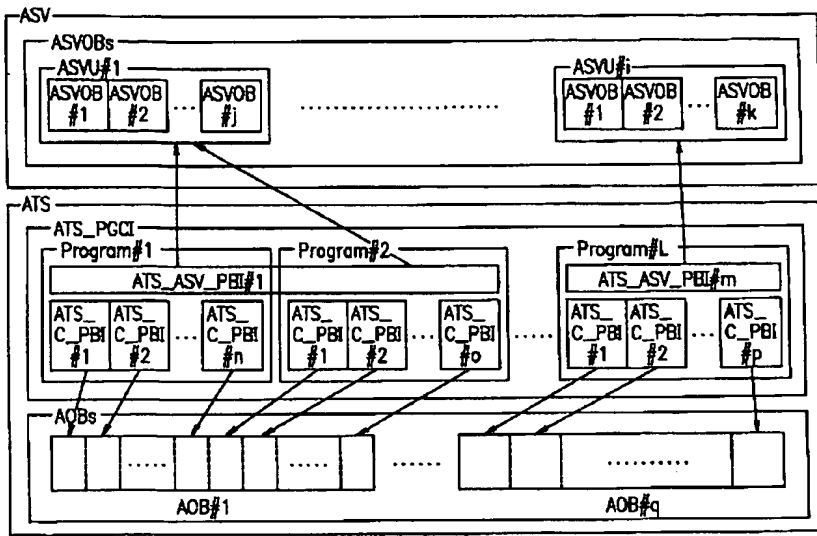 ASV
ASVOBs
ASVU#1 ASVU#i
ASVOB ASVOB ASVOB ASVOB ASVOB ASVOB
#1 #2 ..... #j ........................ #1 #2 ..... #k
ATS
ATS_PGCI
Program#1 Program#2 Program#L
ATS_ASV_PBI#1 ATS_ASV_PBI#m
ATS_ ATS_ ATS_ ATS_ ATS_ ATS_ ATS_ ATS_ ATS_
C_PBI C_PBI ..... C_PBI C_PBI C_PBI ..... C_PBI ...... C_PBI C_PBI ..... C_PBI
#1 #2 #n #1 #2 #o #1 #2 #p
AOBs
...... ...... ...... ................
AOB#1 AOB#q